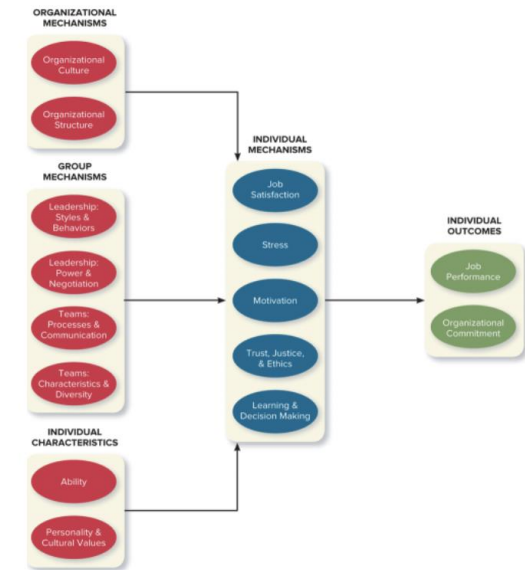 ORGANIZATIONAL
MECHANISMS
Organizational
Culture
Organizational
Structure
GROUP
MECHANISMS
Leadership:
Styles &
Behaviors
Leadership:
Power &
Negotiation
Teams:
Processes &
Communication
Teams:
Characteristics &
Diversity
INDIVIDUAL
CHARACTERISTICS
Ability
Personality &
Cultural Values
INDIVIDUAL
MECHANISMS
Job
Satisfaction
Stress
Motivation
Trust, Justice,
& Ethics
Learning &
Decision Making
INDIVIDUAL
OUTCOMES
Job
Performance
Organizational
Commitment